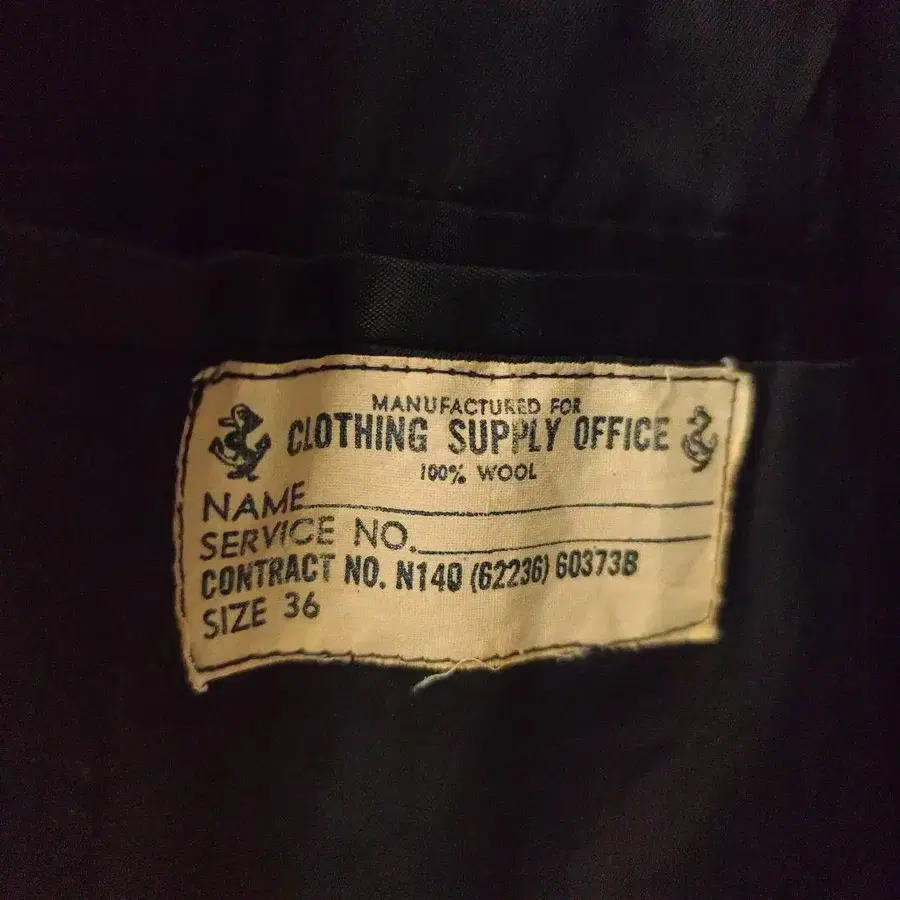 MANUFACTURED FOR
CLOTHING SUPPLY OFFICE
100% WOOL
NAME
SERVICE NO.
CONTRACT NO. N140 (62236) 60373B
SIZE 36